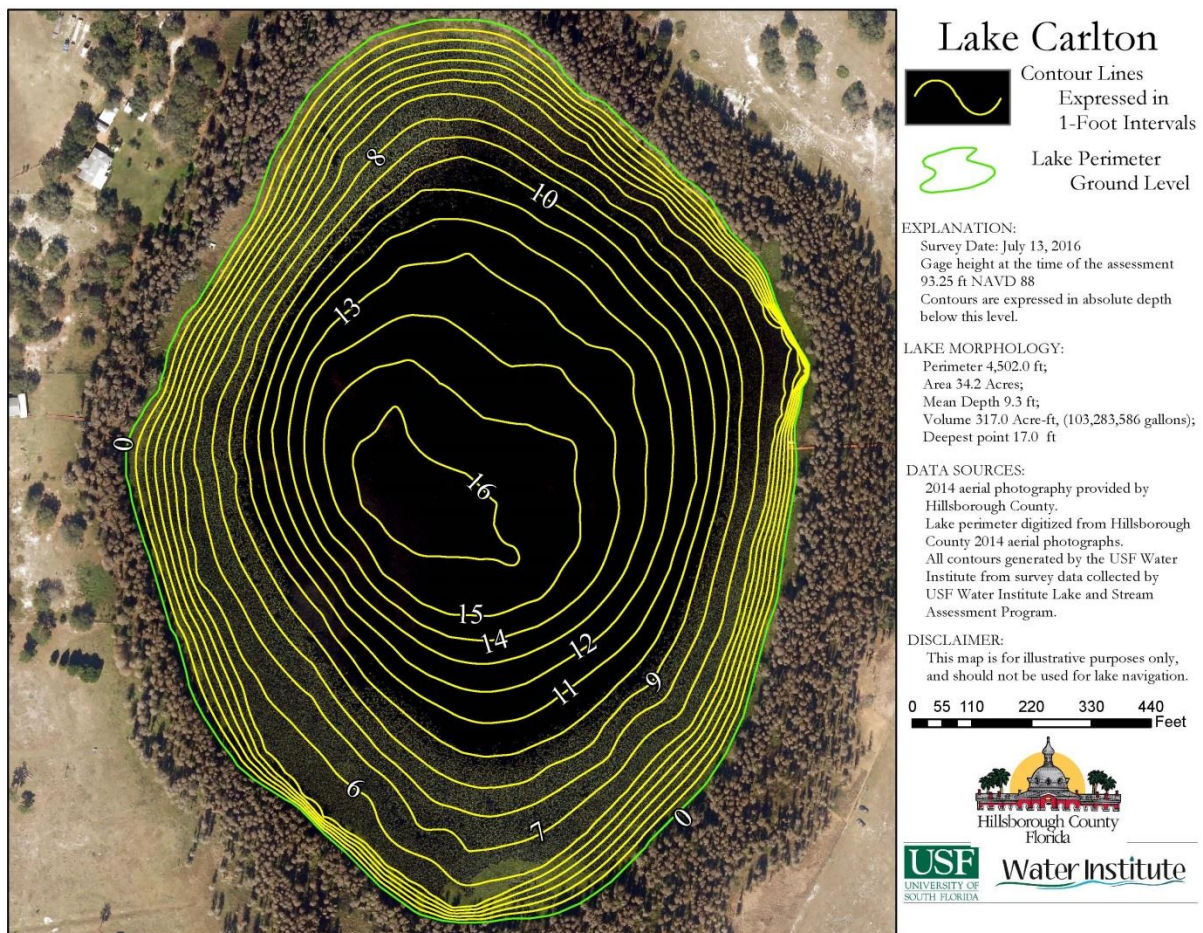 Lake Carlton
Contour Lines
Expressed in
1-Foot Intervals
Lake Perimeter
Ground Level
EXPLANATION:
Survey Date: July 13, 2016
Gage height at the time of the assessment
93.25 ft NAVD 88
Contours are expressed in absolute depth
below this level.
LAKE MORPHOLOGY:
Perimeter 4,502.0 ft;
Area 34.2 Acres;
Mean Depth 9.3 ft;
Volume 317.0 Acre-ft, (103,283,586 gallons);
Deepest point 17.0 ft
DATA SOURCES:
2014 aerial photography provided by
Hillsborough County.
Lake perimeter digitized from Hillsborough
County 2014 aerial photographs.
All contours generated by the USF Water
Institute from survey data collected by
USF Water Institute Lake and Stream
Assessment Program.
DISCLAIMER:
This map is for illustrative purposes only,
and should not be used for lake navigation.
0 55 110 220 330 440
Feet
Hillsborough County
Florida
USF
UNIVERSITY OF
SOUTH FLORIDA
Water Institute
8
10
13
0
16
15
14
12
11
9
6
7
0